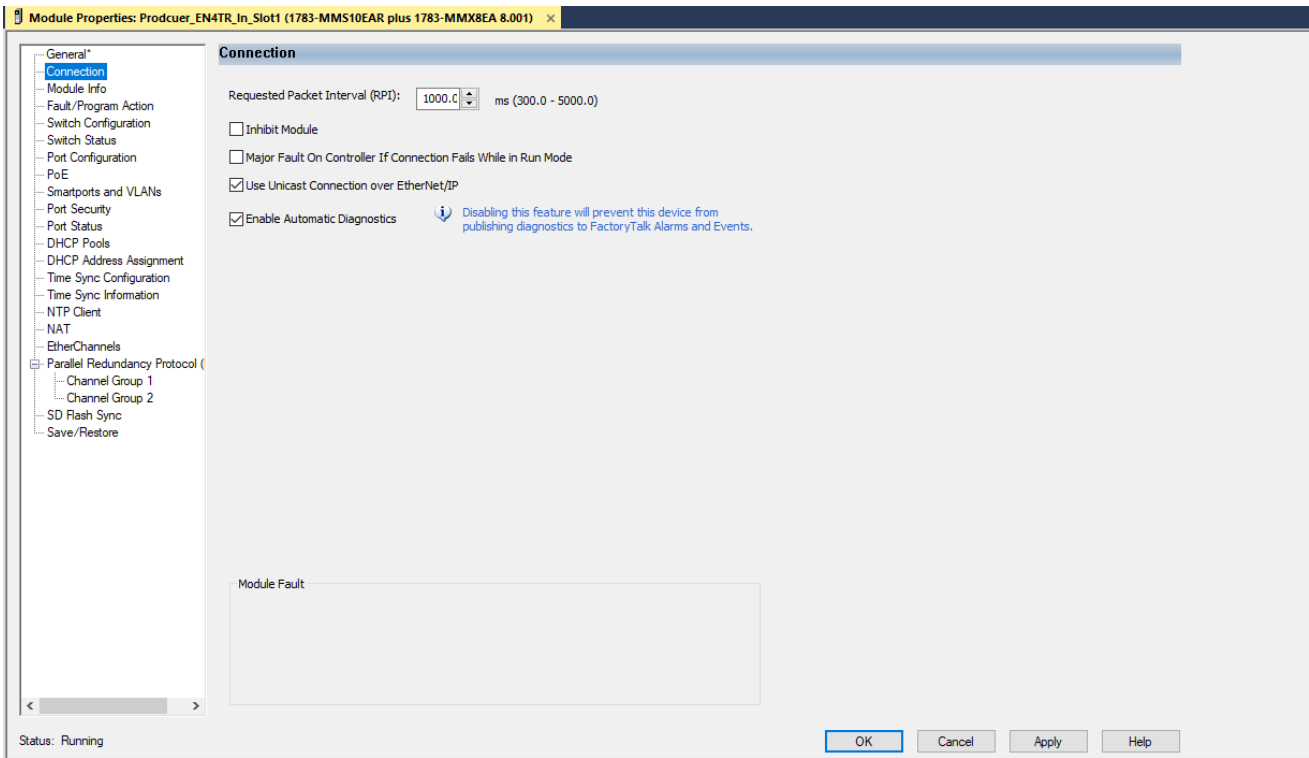 Module Properties: Prodcuer_EN4TR_In_Slot1 (1783-MMS10EAR plus 1783-MMX8EA 8.001) ×
General*
Connection
Module Info
Fault/Program Action
Switch Configuration
Switch Status
Port Configuration
PoE
Smartports and VLANs
Port Security
Port Status
DHCP Pools
DHCP Address Assignment
Time Sync Configuration
Time Sync Information
NTP Client
NAT
EtherChannels
Parallel Redundancy Protocol (
Channel Group 1
Channel Group 2
SD Flash Sync
Save/Restore
Connection
Requested Packet Interval (RPI): 1000.0 ms (300.0 - 5000.0)
Inhibit Module
Major Fault On Controller If Connection Fails While in Run Mode
Use Unicast Connection over EtherNet/IP
Enable Automatic Diagnostics
Disabling this feature will prevent this device from
publishing diagnostics to FactoryTalk Alarms and Events.
Module Fault
Status: Running
OK Cancel Apply Help